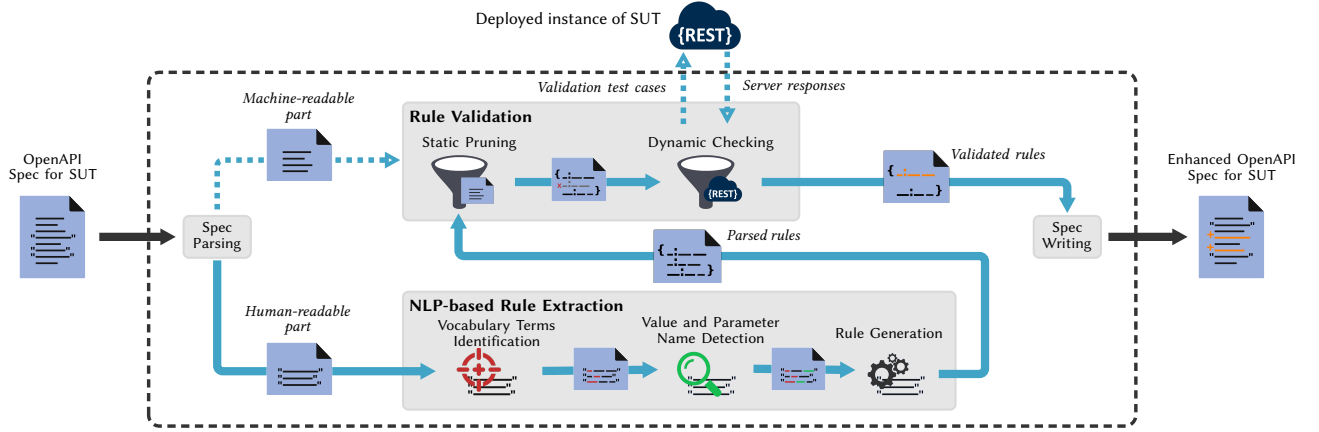 Deployed instance of SUT
{REST}
Validation test cases
Server responses
Machine-readable
part
Rule Validation
Static Pruning
Dynamic Checking
{REST}
Validated rules
OpenAPI
Spec for SUT
Enhanced OpenAPI
Spec for SUT
Spec
Parsing
Spec
Writing
Parsed rules
Human-readable
part
NLP-based Rule Extraction
Vocabulary Terms
Identification
Value and Parameter
Name Detection
Rule Generation